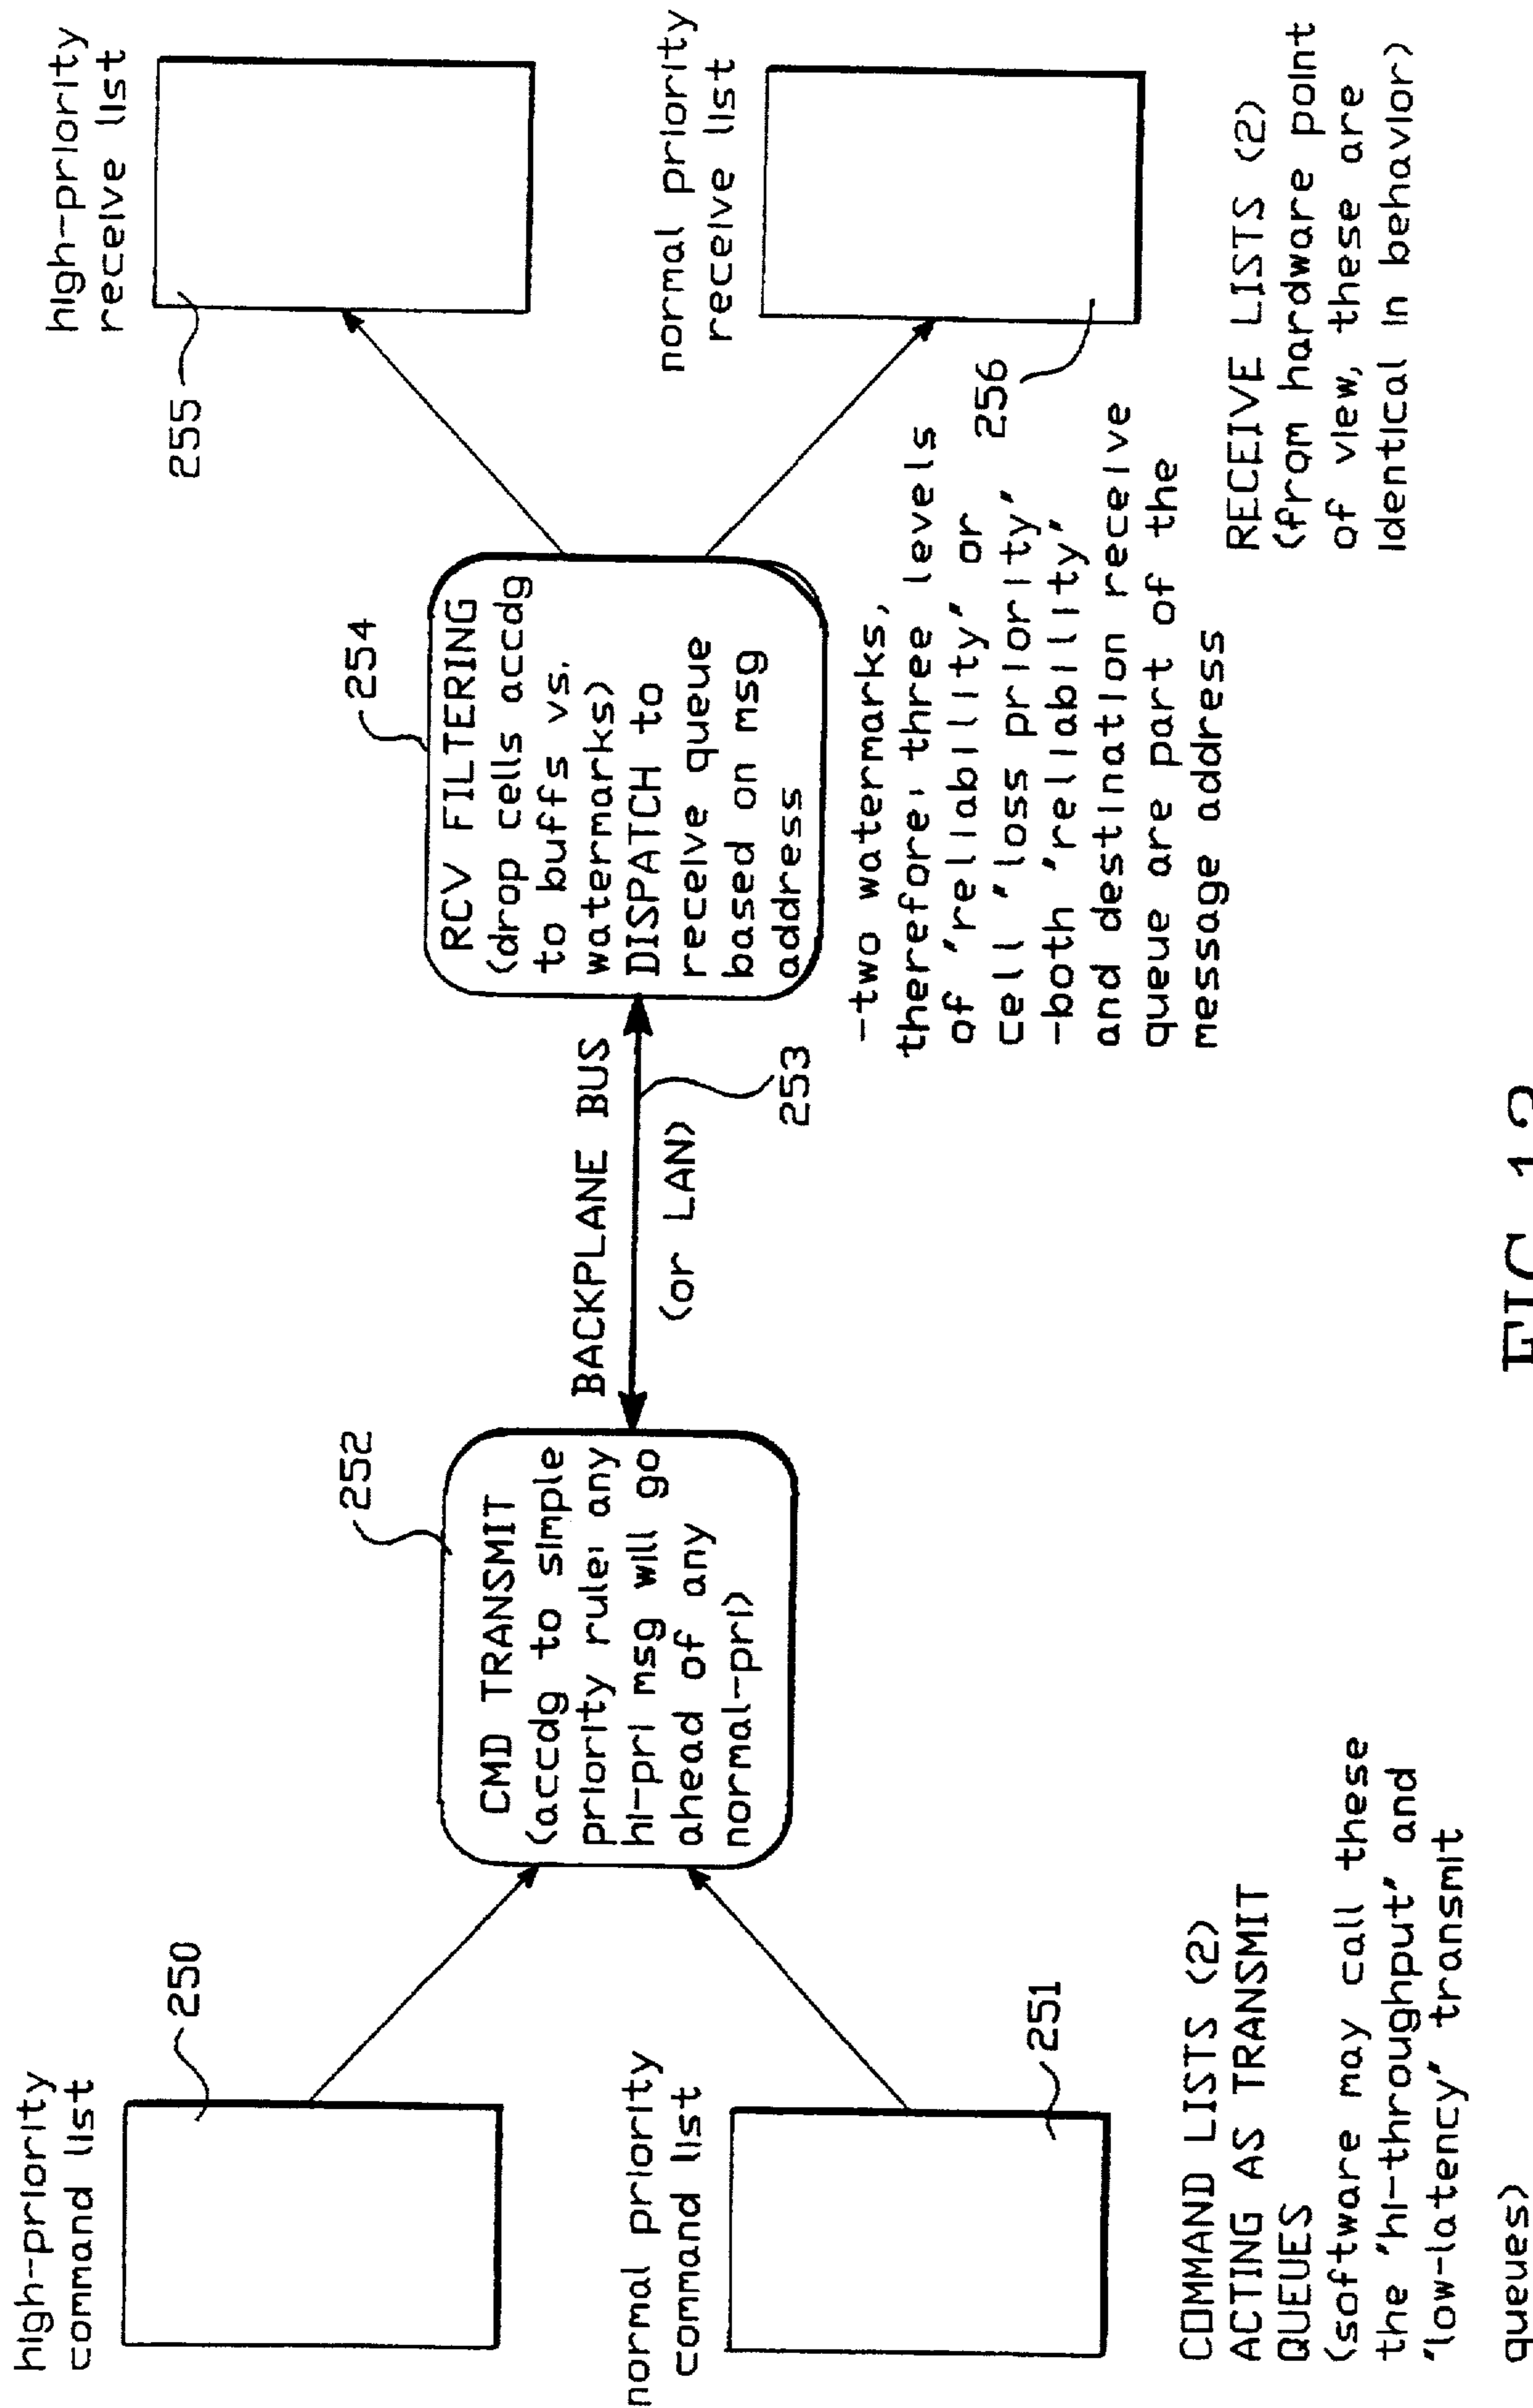 high-priority
command list
250
normal priority
command list
251
COMMAND LISTS (2)
ACTING AS TRANSMIT
QUEUES
(software may call these
the 'hi-throughput' and
'low-latency' transmit
queues)
252
CMD TRANSMIT
(accdg to simple
priority rule: any
hi-pri msg will go
ahead of any
normal-pri)
BACKPLANE BUS
(or LAN)
253
254
RCV FILTERING
(drop cells accdg
to buffs vs.
watermarks)
DISPATCH to
receive queue
based on msg
address
-two watermarks,
therefore: three levels
of 'reliability' or
cell 'loss priority'
-both 'reliability'
and destination receive
queue are part of the
message address
high-priority
receive list
255
normal priority
receive list
256
RECEIVE LISTS (2)
(from hardware point
of view, these are
identical in behavior)